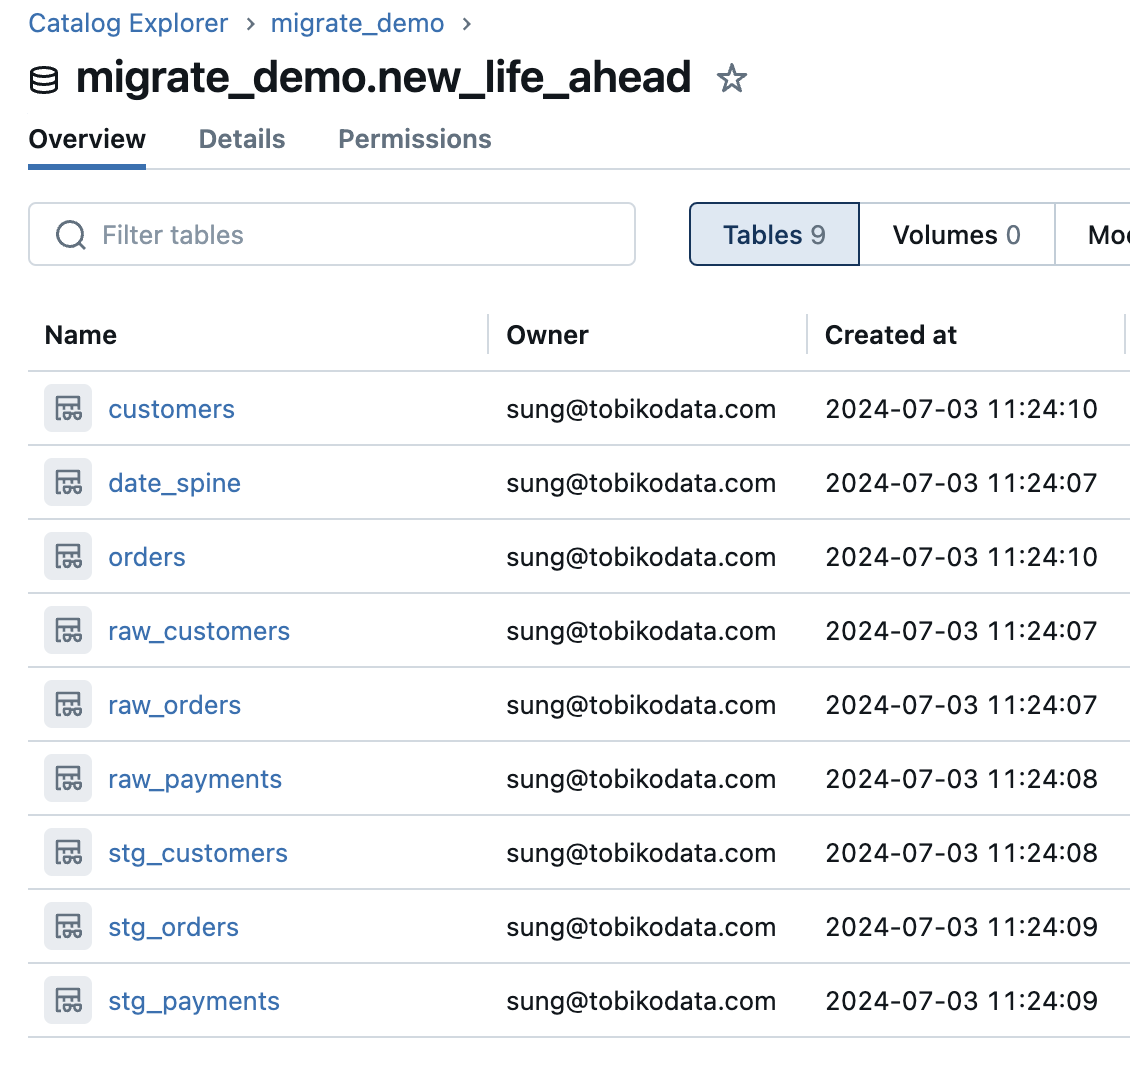 Catalog Explorer > migrate_demo >
migrate_demo.new_life_ahead
Overview Details Permissions
Filter tables Tables 9 Volumes 0
Name Owner Created at
customers sung@tobikodata.com 2024-07-03 11:24:10
date_spine sung@tobikodata.com 2024-07-03 11:24:07
orders sung@tobikodata.com 2024-07-03 11:24:10
raw_customers sung@tobikodata.com 2024-07-03 11:24:07
raw_orders sung@tobikodata.com 2024-07-03 11:24:07
raw_payments sung@tobikodata.com 2024-07-03 11:24:08
stg_customers sung@tobikodata.com 2024-07-03 11:24:08
stg_orders sung@tobikodata.com 2024-07-03 11:24:09
stg_payments sung@tobikodata.com 2024-07-03 11:24:09